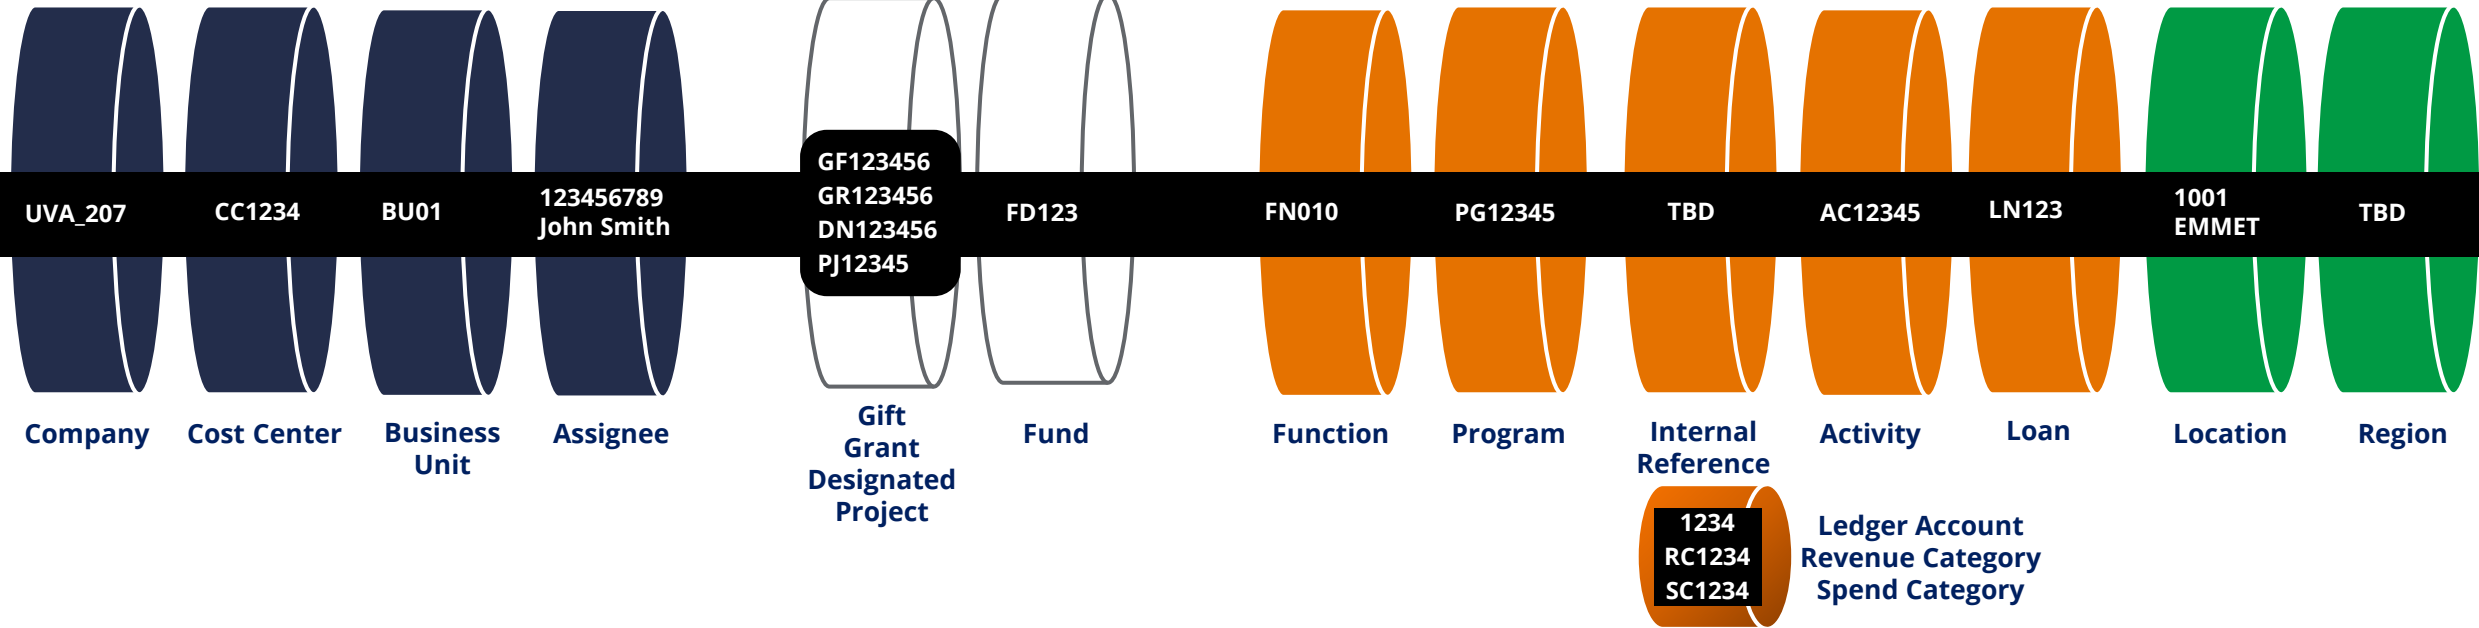 UVA_207
CC1234
BU01
123456789
John Smith
GF123456
GR123456
DN123456
PJ12345
FD123
FN010
PG12345
TBD
AC12345
LN123
1001
EMMET
TBD
Company
Cost Center
Business
Unit
Assignee
Gift
Grant
Designated
Project
Fund
Function
Program
Internal
Reference
Activity
Loan
Location
Region
1234
RC1234
SC1234
Ledger Account
Revenue Category
Spend Category